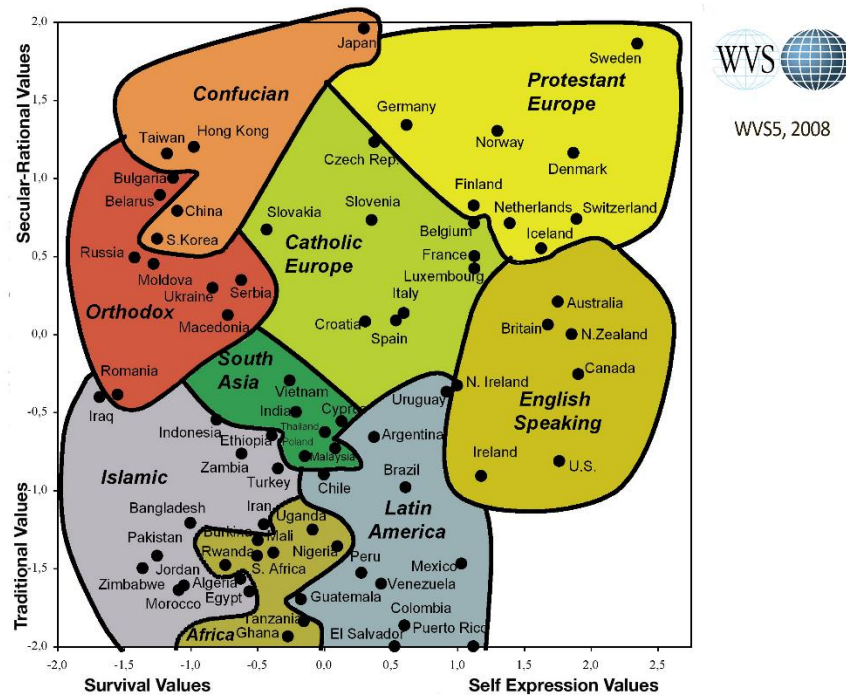 2.0
Japan
Sweden
WVS
Confucian
Protestant
Europe
WVS5, 2008
1.5
Germany
Hong Kong
Norway
Taiwan
Czech Rep.
Denmark
Bulgaria
1.0
Finland
Belarus
Slovenia
Netherlands
Switzerland
China
Slovakia
Belgium
Iceland
S.Korea
Catholic
Europe
France
0.5
Russia
Luxembourg
Moldova
Serbia
Ukraine
Italy
Australia
Orthodox
Macedonia
Croatia
Spain
Britain
N.Zealand
0,0
South
Asia
Canada
Romania
Vietnam
N. Ireland
Uruguay
English
Speaking
Iraq
India
Cyprus
-0.5
Indonesia
Thailand
Argentina
Ethiopia
Poland
Malaysia
Ireland
Zambia
Islamic
Turkey
Chile
Brazil
U.S.
-1.0
Latin
America
Bangladesh
Iran
Uganda
Burkina
Mali
Pakistan
Rwanda
Nigeria
Peru
Mexico
-1.5
Jordan
S. Africa
Zimbabwe
Algeria
Venezuela
Morocco
Egypt
Guatemala
Colombia
Tanzania
Africa
Ghana
El Salvador
Puerto Rico
-2.0
-2,0
-1,5
-1,0
-0,5
0,0
0,5
1,0
1,5
2,0
2,5
Survival Values
Self Expression Values
Secular-Rational Values
Traditional Values